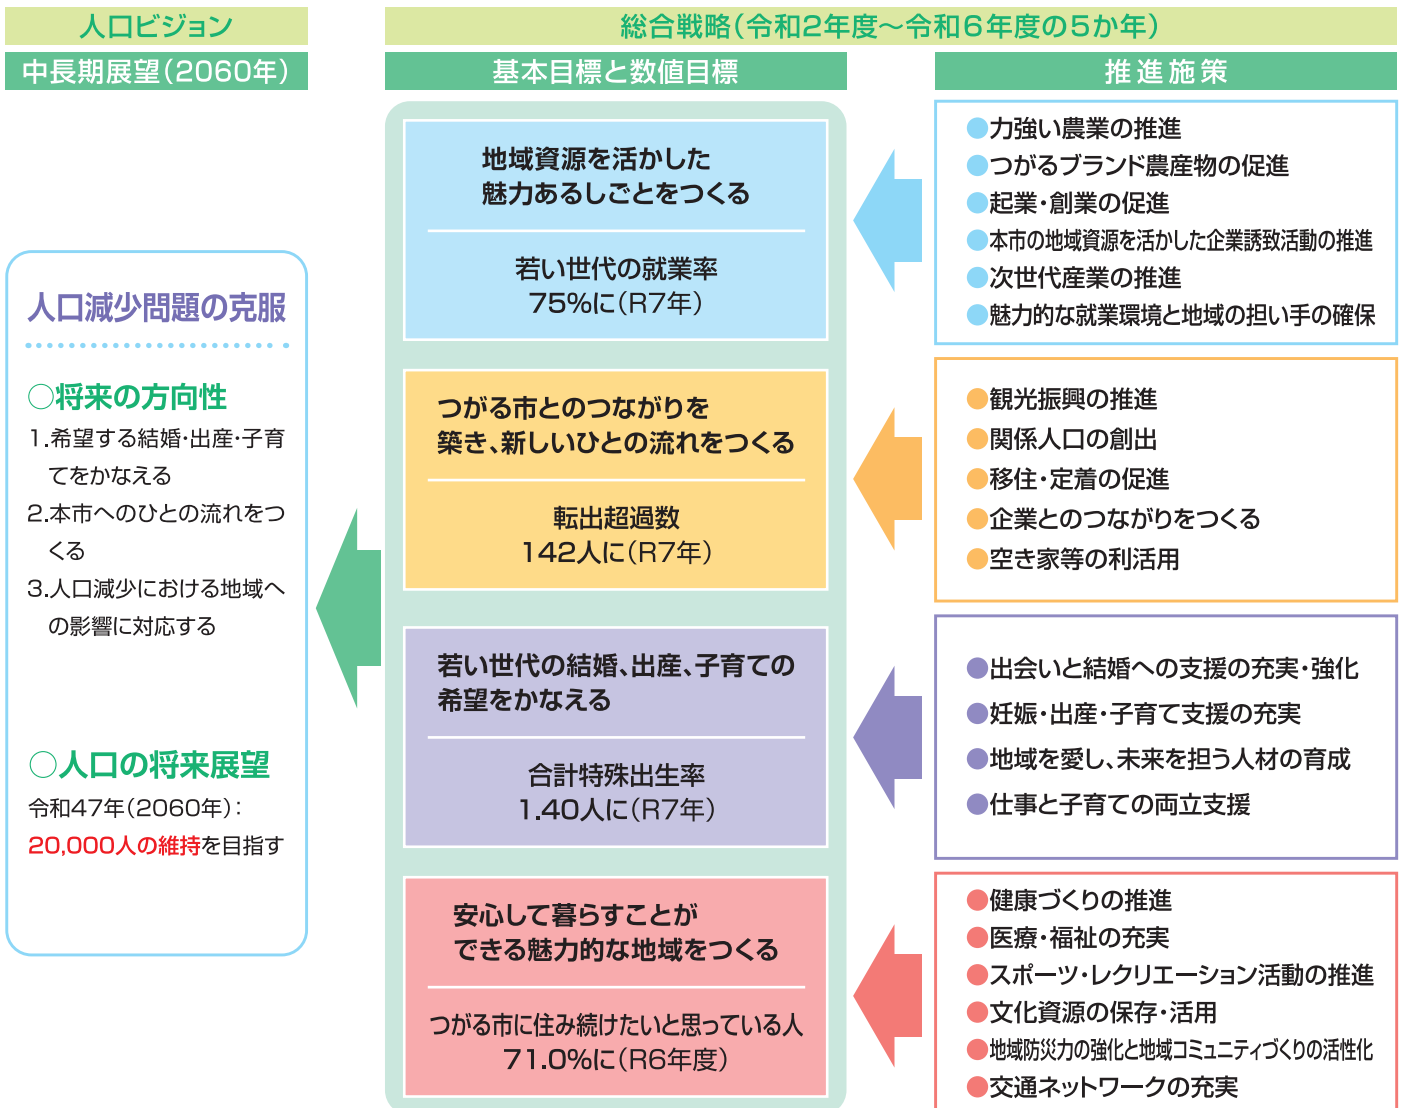 人口ビジョン
中長期展望(2060年)
人口減少問題の克服
○将来の方向性
1.希望する結婚・出産・子育
てをかなえる
2.本市へのひとの流れをつ
くる
3.人口減少における地域へ
の影響に対応する
○人口の将来展望
令和47年(2060年):
20,000人の維持を目指す
総合戦略(令和2年度〜令和6年度の5か年)
基本目標と数値目標
地域資源を活かした
魅力あるしごとをつくる
若い世代の就業率
75%に(R7年)
つがる市とのつながりを
築き、新しいひとの流れをつくる
転出超過数
142人に(R7年)
若い世代の結婚、出産、子育ての
希望をかなえる
合計特殊出生率
1.40人に(R7年)
安心して暮らすことが
できる魅力的な地域をつくる
つがる市に住み続けたいと思っている人
71.0%に(R6年度)
推進施策
●力強い農業の推進
●つがるブランド農産物の促進
●起業・創業の促進
●本市の地域資源を活かした企業誘致活動の推進
●次世代産業の推進
●魅力的な就業環境と地域の担い手の確保
●観光振興の推進
●関係人口の創出
●移住・定着の促進
●企業とのつながりをつくる
●空き家等の利活用
●出会いと結婚への支援の充実・強化
●妊娠・出産・子育て支援の充実
●地域を愛し、未来を担う人材の育成
●仕事と子育ての両立支援
●健康づくりの推進
●医療・福祉の充実
●スポーツ・レクリエーション活動の推進
●文化資源の保存・活用
●地域防災力の強化と地域コミュニティづくりの活性化
●交通ネットワークの充実